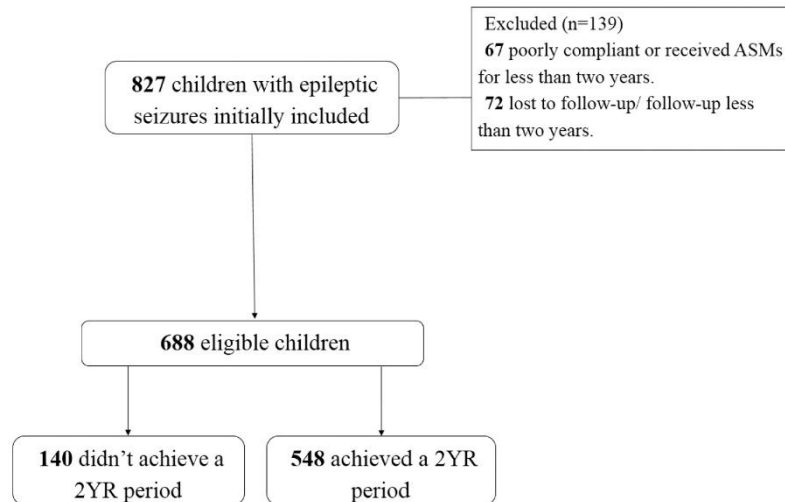 827 children with epileptic
seizures initially included
Excluded (n=139)
67 poorly compliant or received ASMs
for less than two years.
72 lost to follow-up/ follow-up less
than two years.
688 eligible children
140 didn't achieve a
2YR period
548 achieved a 2YR
period